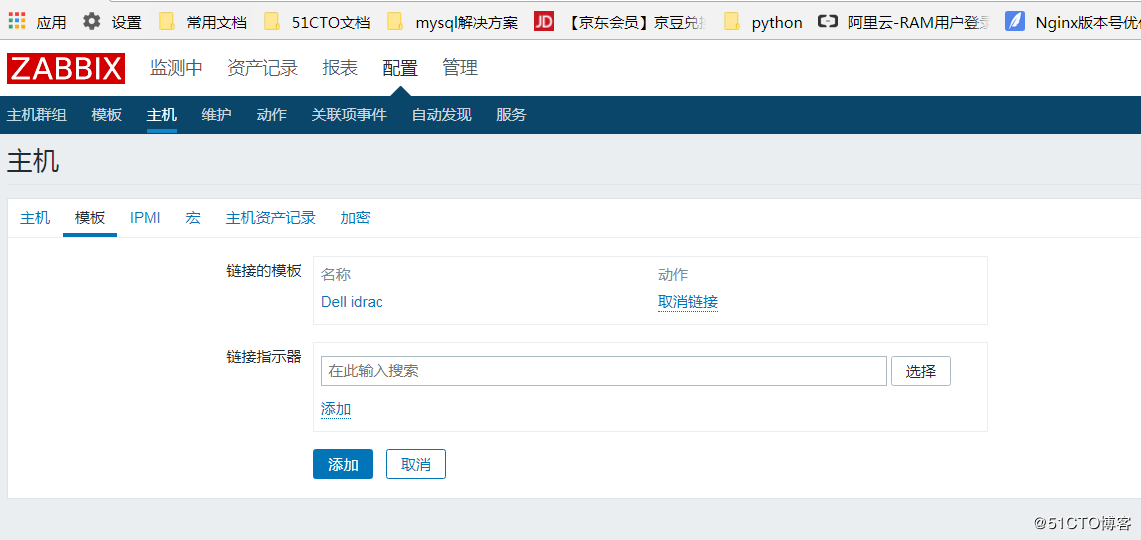 应用 设置 常用文档 51CTO文档 mysql解决方案 JD 【京东会员】京豆兑 python 阿里云-RAM用户登录 Nginx版本号优
ZABBIX 监测中 资产记录 报表 配置 管理
主机群组 模板 主机 维护 动作 关联项事件 自动发现 服务
主机
主机 模板 IPMI 宏 主机资产记录 加密
链接的模板 名称 动作
Dell idrac 取消链接
链接指示器 在此输入搜索 选择
添加
添加 取消
@51CTO博客